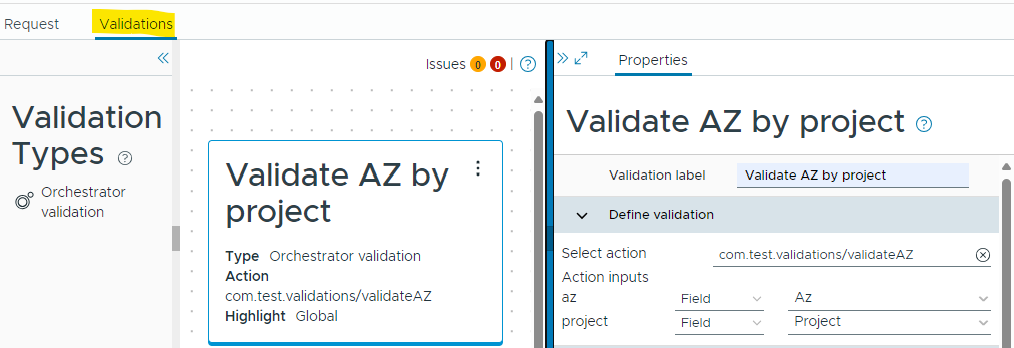 Request
Validations
Validation
Types
Orchestrator
validation
Issues 0 0
Validate AZ by
project
Type Orchestrator validation
Action
com.test.validations/validateAZ
Highlight Global
Properties
Validate AZ by project
Validation label Validate AZ by project
Define validation
Select action com.test.validations/validateAZ
Action inputs
az Field Az
project Field Project